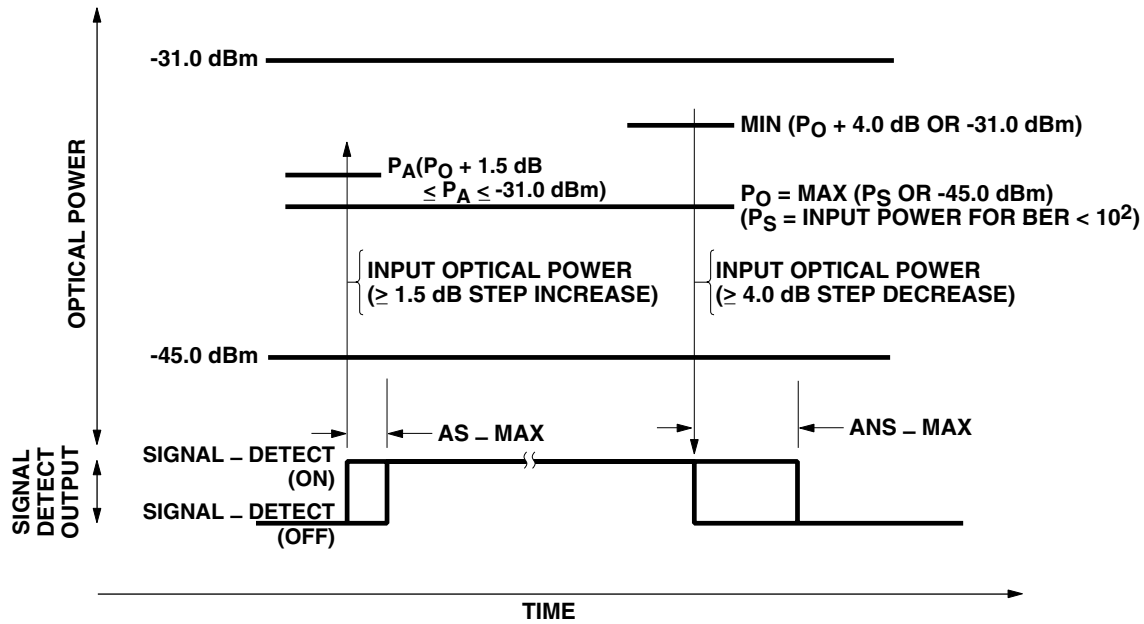 OPTICAL POWER
-31.0 dBm
MIN (PO + 4.0 dB OR -31.0 dBm)
PA(PO + 1.5 dB
≤ PA ≤ -31.0 dBm)
PO = MAX (PS OR -45.0 dBm)
(PS = INPUT POWER FOR BER < 10²)
INPUT OPTICAL POWER
(≥ 1.5 dB STEP INCREASE)
INPUT OPTICAL POWER
(≥ 4.0 dB STEP DECREASE)
-45.0 dBm
AS – MAX
ANS – MAX
SIGNAL
DETECT
OUTPUT
SIGNAL – DETECT
(ON)
SIGNAL – DETECT
(OFF)
TIME